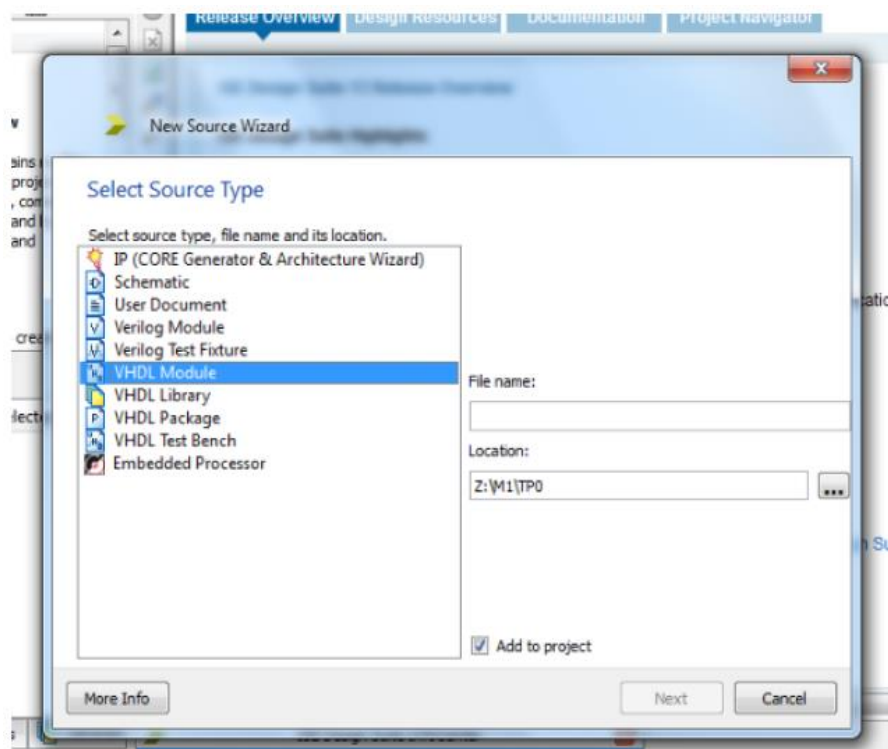 Release Overview Design Resources Documentation Project Navigator
New Source Wizard
Select Source Type
Select source type, file name and its location.
IP (CORE Generator & Architecture Wizard)
Schematic
User Document
Verilog Module
Verilog Test Fixture
VHDL Module
VHDL Library
VHDL Package
VHDL Test Bench
Embedded Processor
File name:
Location:
Z:\M1\TP0
...
Add to project
More Info Next Cancel